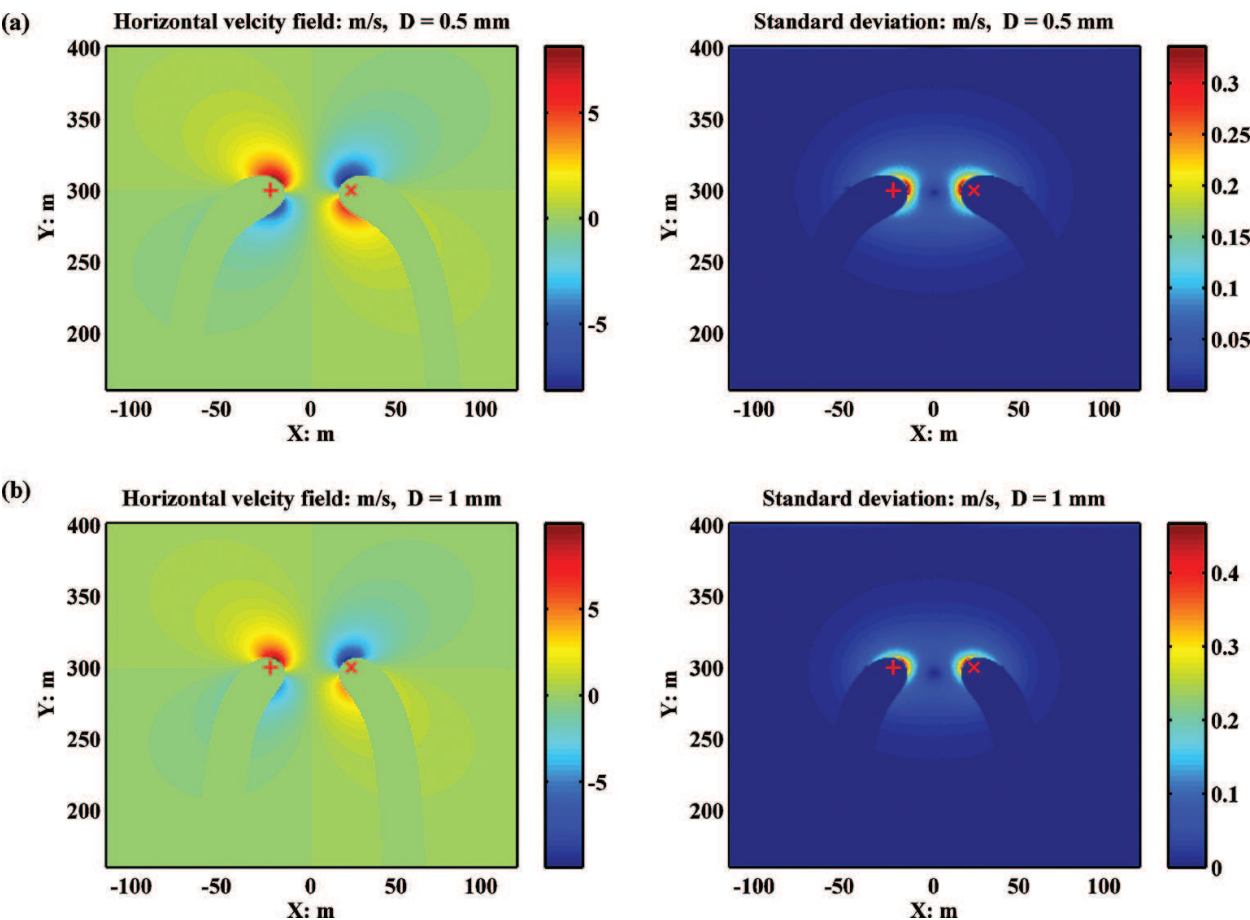 (a)
Horizontal velcity field: m/s, D = 0.5 mm
400
350
300
250
200
-100 -50 0 50 100
X: m
Y: m
5
0
-5
Standard deviation: m/s, D = 0.5 mm
400
350
300
250
200
-100 -50 0 50 100
X: m
Y: m
0.3
0.25
0.2
0.15
0.1
0.05
(b)
Horizontal velcity field: m/s, D = 1 mm
400
350
300
250
200
-100 -50 0 50 100
X: m
Y: m
5
0
-5
Standard deviation: m/s, D = 1 mm
400
350
300
250
200
-100 -50 0 50 100
X: m
Y: m
0.4
0.3
0.2
0.1
0